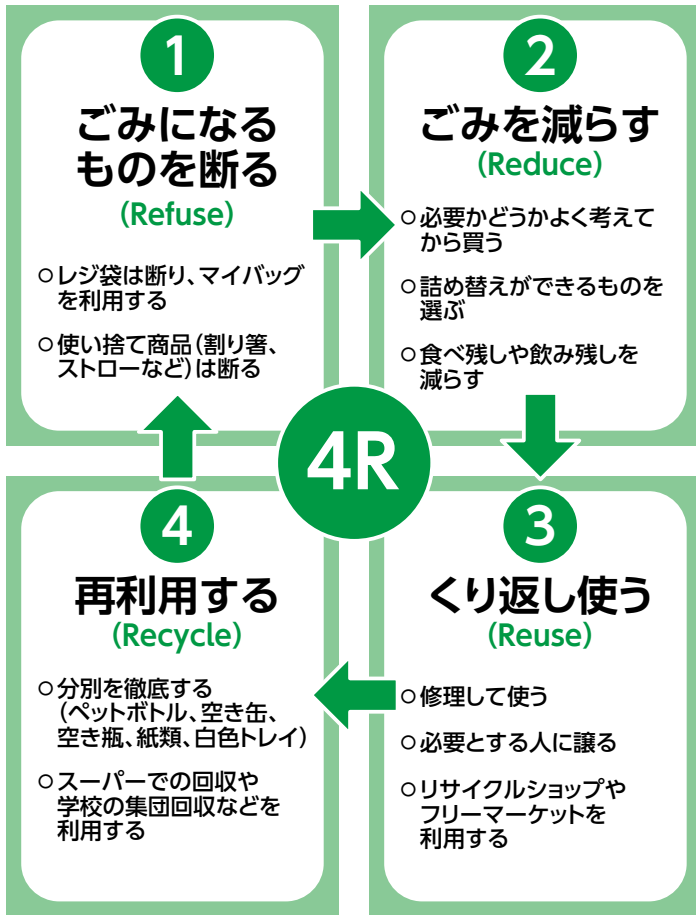 1
ごみになる
ものを断る
(Refuse)
○レジ袋は断り、マイバッグ
を利用する
○使い捨て商品(割り箸、
ストローなど)は断る
2
ごみを減らす
(Reduce)
○必要かどうかよく考えて
から買う
○詰め替えができるものを
選ぶ
○食べ残しや飲み残しを
減らす
4R
3
くり返し使う
(Reuse)
○修理して使う
○必要とする人に譲る
○リサイクルショップや
フリーマーケットを
利用する
4
再利用する
(Recycle)
○分別を徹底する
(ペットボトル、空き缶、
空き瓶、紙類、白色トレイ)
○スーパーでの回収や
学校の集団回収などを
利用する